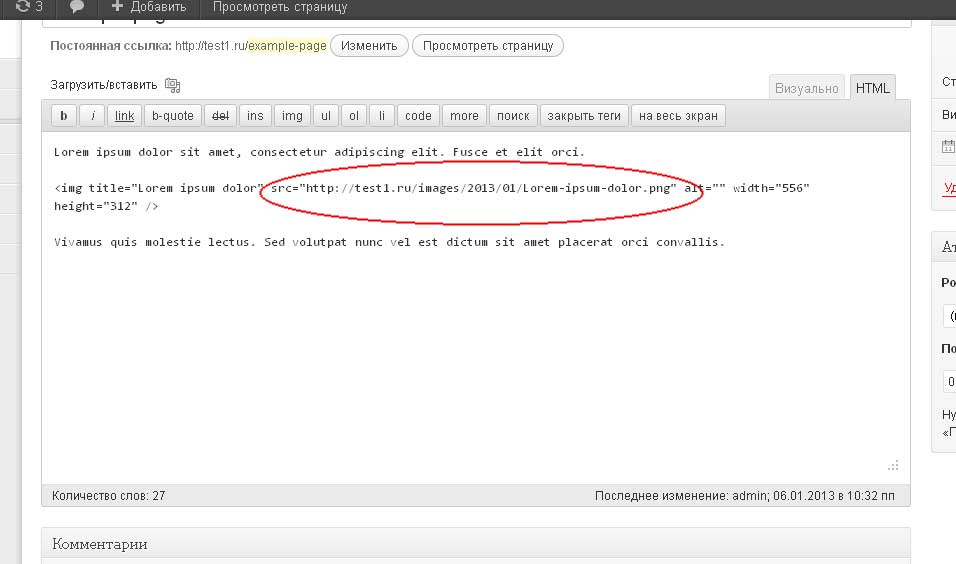 3 Добавить Просмотреть страницу
Постоянная ссылка: http://test1.ru/example-page Изменить Просмотреть страницу
Загрузить/вставить
Визуально HTML
b i link b-quote del ins img ul ol li code more поиск закрыть теги на весь экран
Lorem ipsum dolor sit amet, consectetur adipiscing elit. Fusce et elit orci.
<img title="Lorem ipsum dolor" src="http://test1.ru/images/2013/01/Lorem-ipsum-dolor.png" alt="" width="556"
height="312" />
Vivamus quis molestie lectus. Sed volutpat nunc vel est dictum sit amet placerat orci convallis.
Количество слов: 27 Последнее изменение: admin; 06.01.2013 в 10:32 пп
Комментарии
Ст
Ви
Уд
Ат
Ро
(
По
0
Ну
«П